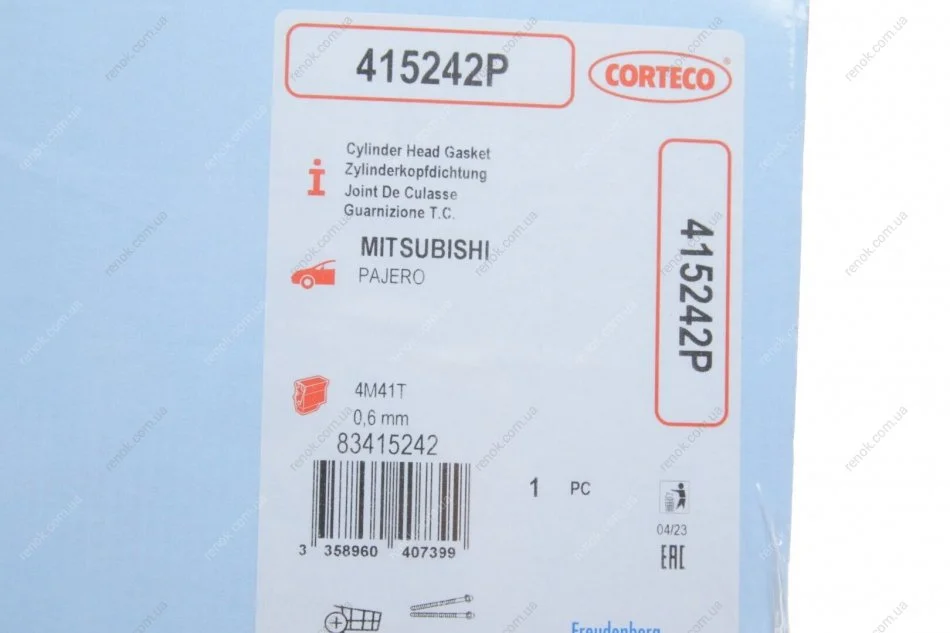 415242P
CORTECO
Cylinder Head Gasket
Zylinderkopfdichtung
Joint De Culasse
Guarnizione T.C.
MITSUBISHI
PAJERO
415242P
4M41T
0,6 mm
83415242
1 PC
3 358960 407399
04/23
EAC
Freudenberg
renok.com.ua